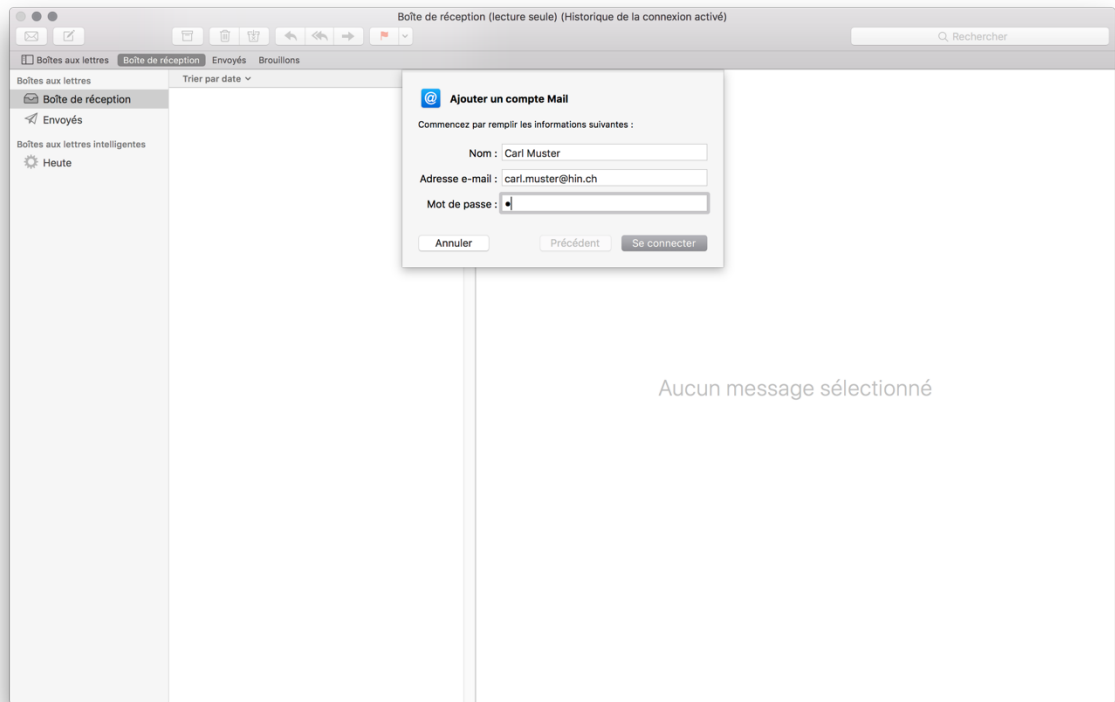 Boîte de réception (lecture seule) (Historique de la connexion activé)
Rechercher
Boîtes aux lettres Boîte de réception Envoyés Brouillons
Boîtes aux lettres
Boîte de réception
Envoyés
Boîtes aux lettres intelligentes
Heute
Trier par date
@ Ajouter un compte Mail
Commencez par remplir les informations suivantes :
Nom : Carl Muster
Adresse e-mail : carl.muster@hin.ch
Mot de passe : •
Annuler Précédent Se connecter
Aucun message sélectionné